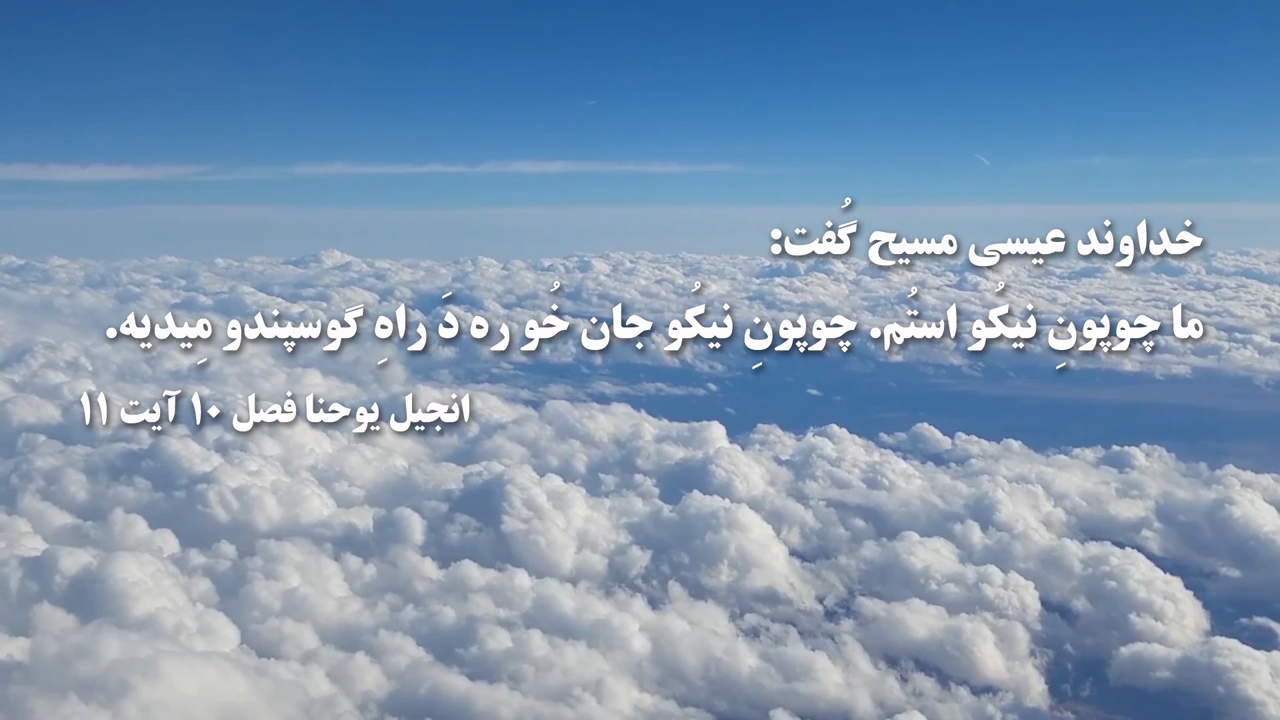 خداوند عیسی مسیح گُفت:
ما چوپونِ نیکُو استُم. چوپونِ نیکُو جان خُو ره دَ راهِ گوسپندو مِیدیه.
انجیل یوحنا فصل ۱۰ آیت ۱۱